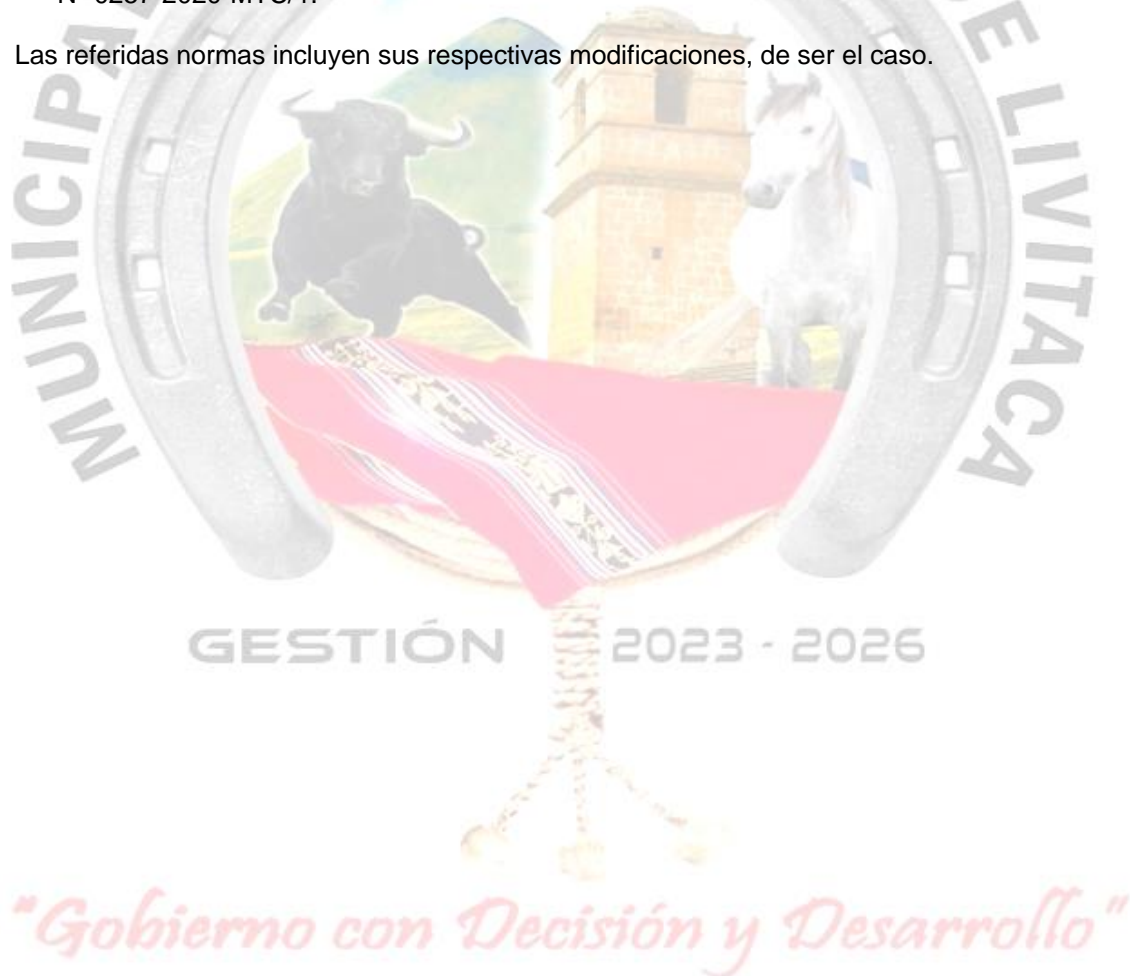 Las referidas normas incluyen sus respectivas modificaciones, de ser el caso.
MUNICIPA
DE LIVITACA
GESTIÓN 2023 - 2026
"Gobierno con Decisión y Desarrollo"